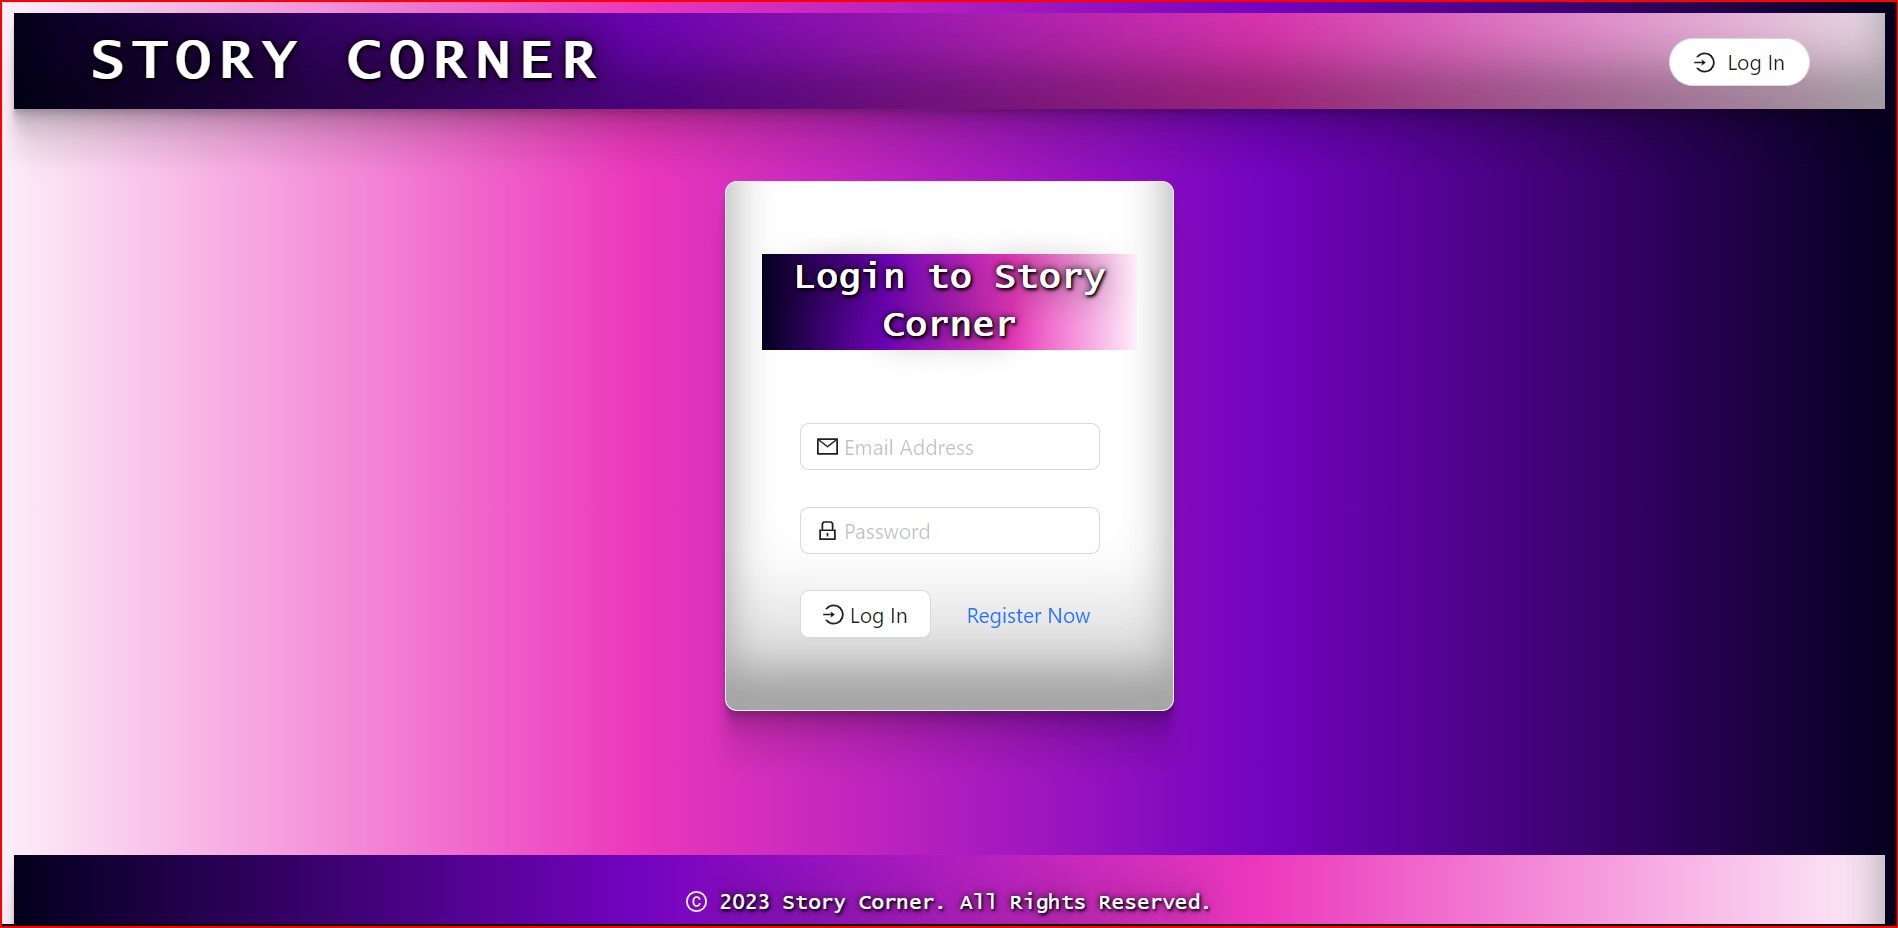 STORY CORNER
Log In
Login to Story
Corner
Email Address
Password
Log In
Register Now
© 2023 Story Corner. All Rights Reserved.